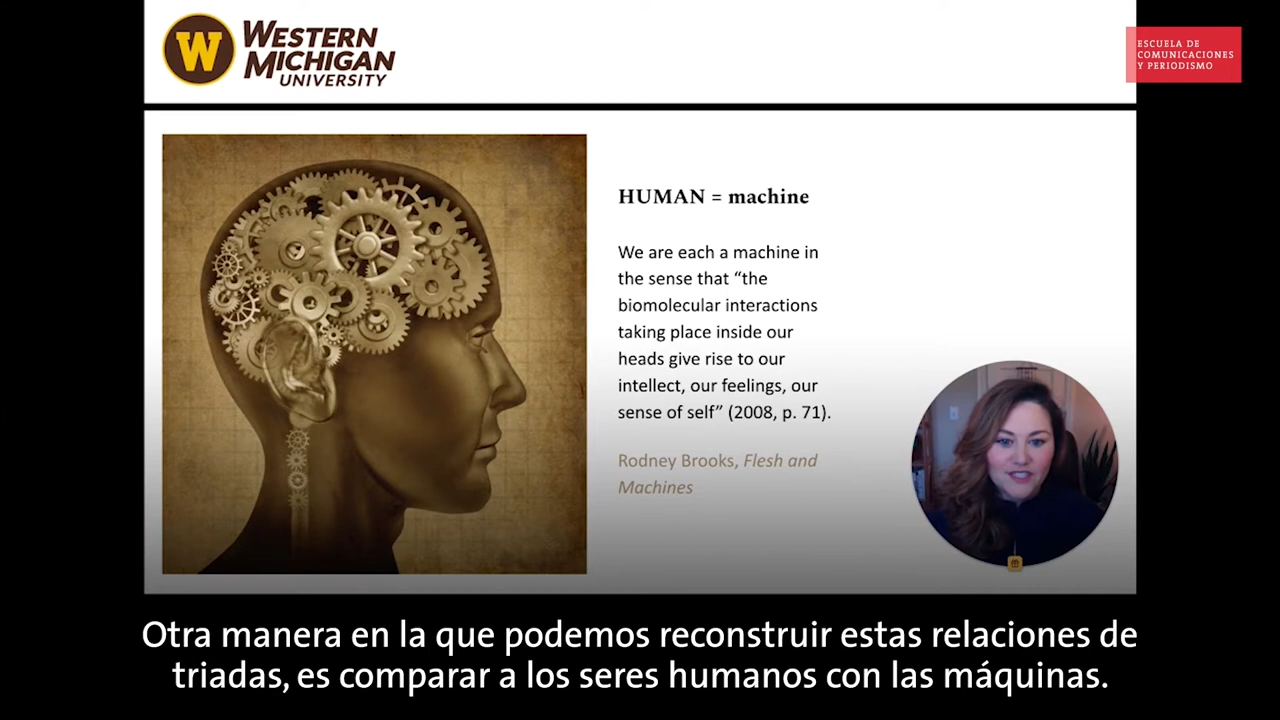 W
WESTERN
MICHIGAN
UNIVERSITY
ESCUELA DE
COMUNICACIONES
Y PERIODISMO
HUMAN = machine
We are each a machine in
the sense that “the
biomolecular interactions
taking place inside our
heads give rise to our
intellect, our feelings, our
sense of self” (2008, p. 71).
Rodney Brooks, Flesh and
Machines
Otra manera en la que podemos reconstruir estas relaciones de
triadas, es comparar a los seres humanos con las máquinas.